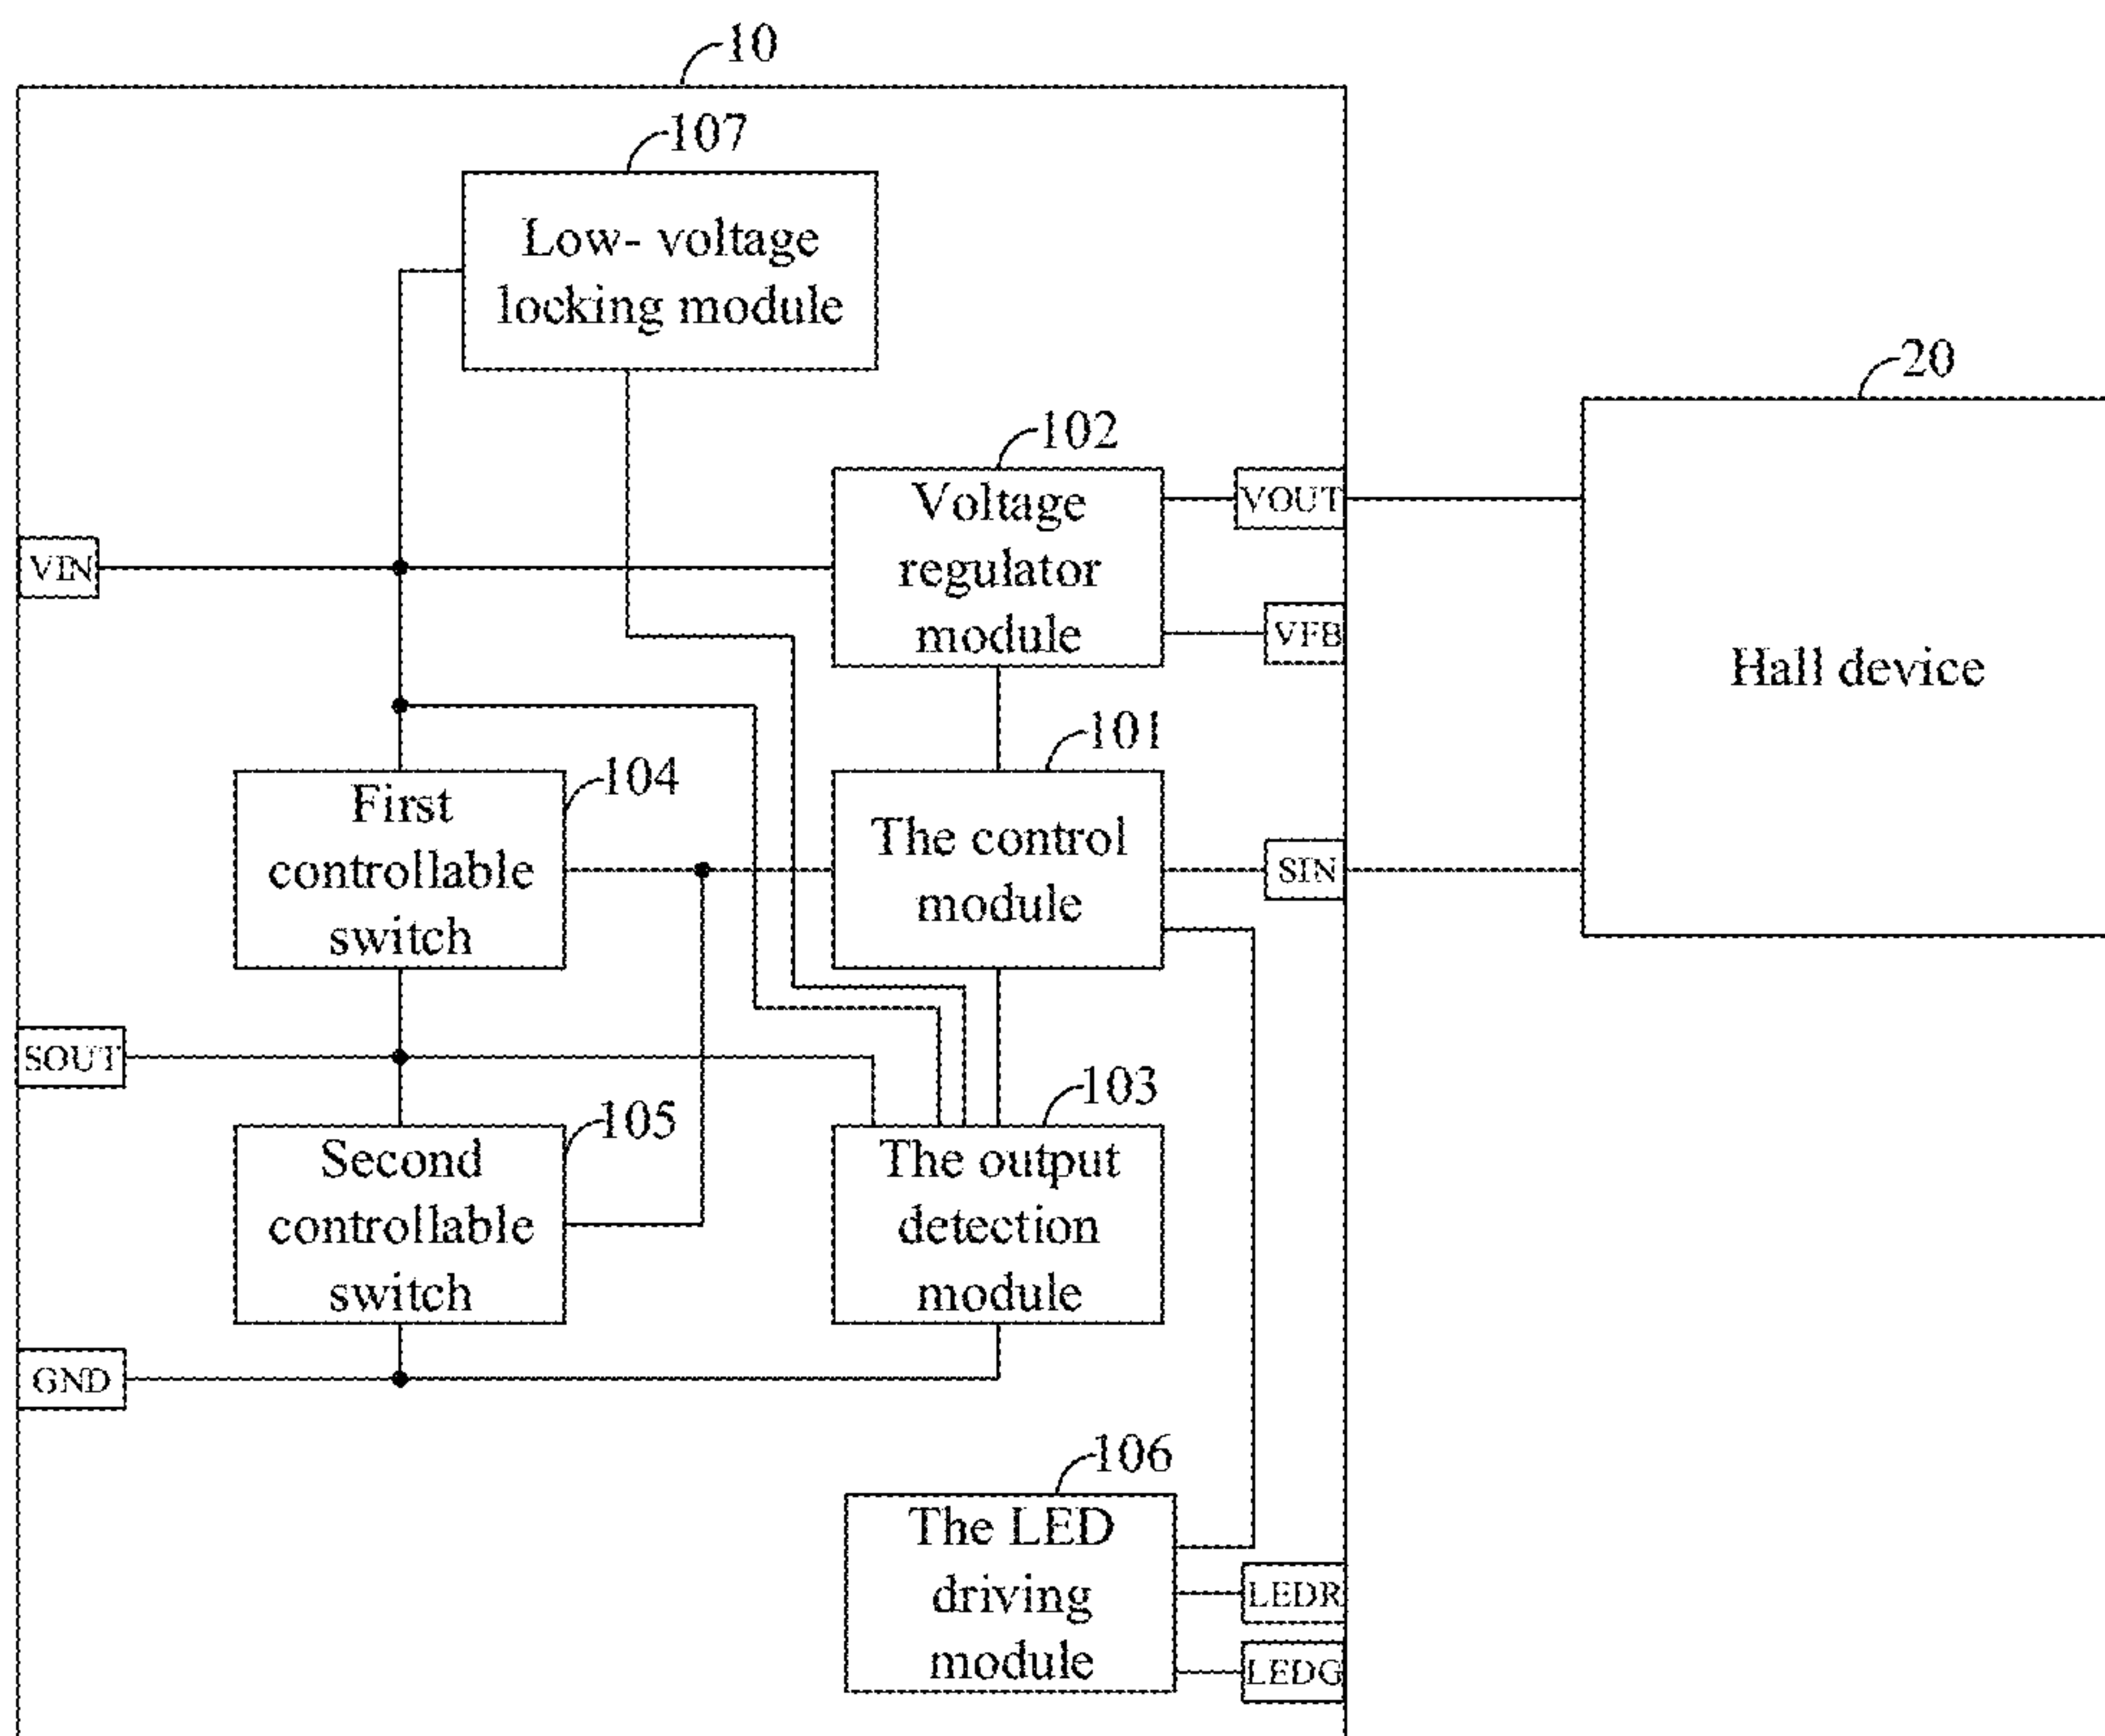 10
107
Low- voltage
locking module
20
102
Voltage
regulator
module
VOUT
VIN
VFB
Hall device
101
104
First
controllable
switch
The control
module
SIN
SOUT
103
105
Second
controllable
switch
The output
detection
module
GND
106
The LED
driving
module
LEDR
LEDG